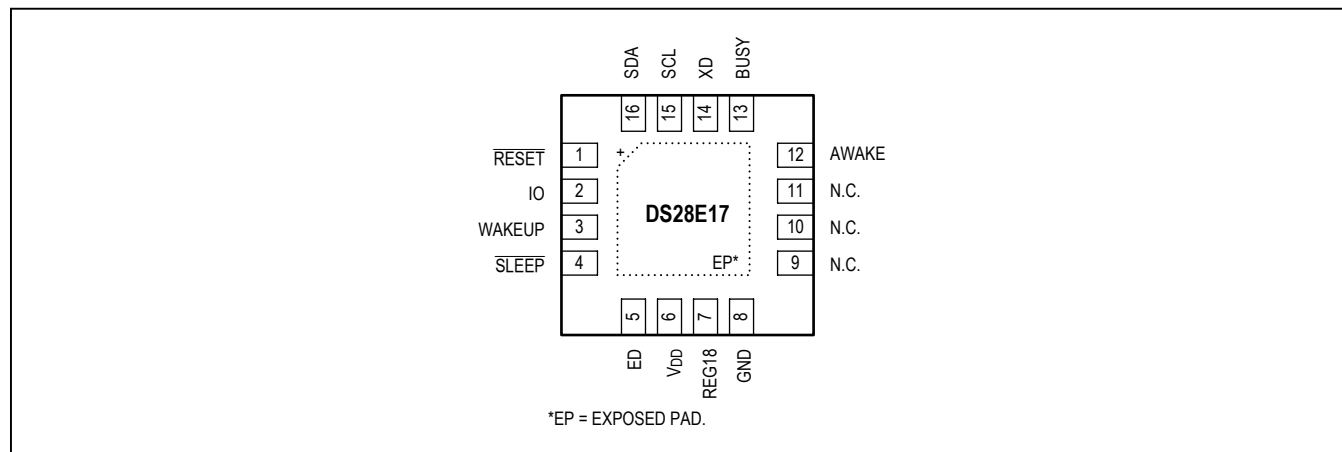 SDA
SCL
XD
BUSY
16
15
14
13
RESET 1
+
12 AWAKE
IO 2
11 N.C.
DS28E17
WAKEUP 3
10 N.C.
SLEEP 4
EP*
9 N.C.
5
6
7
8
ED
VDD
REG18
GND
*EP = EXPOSED PAD.